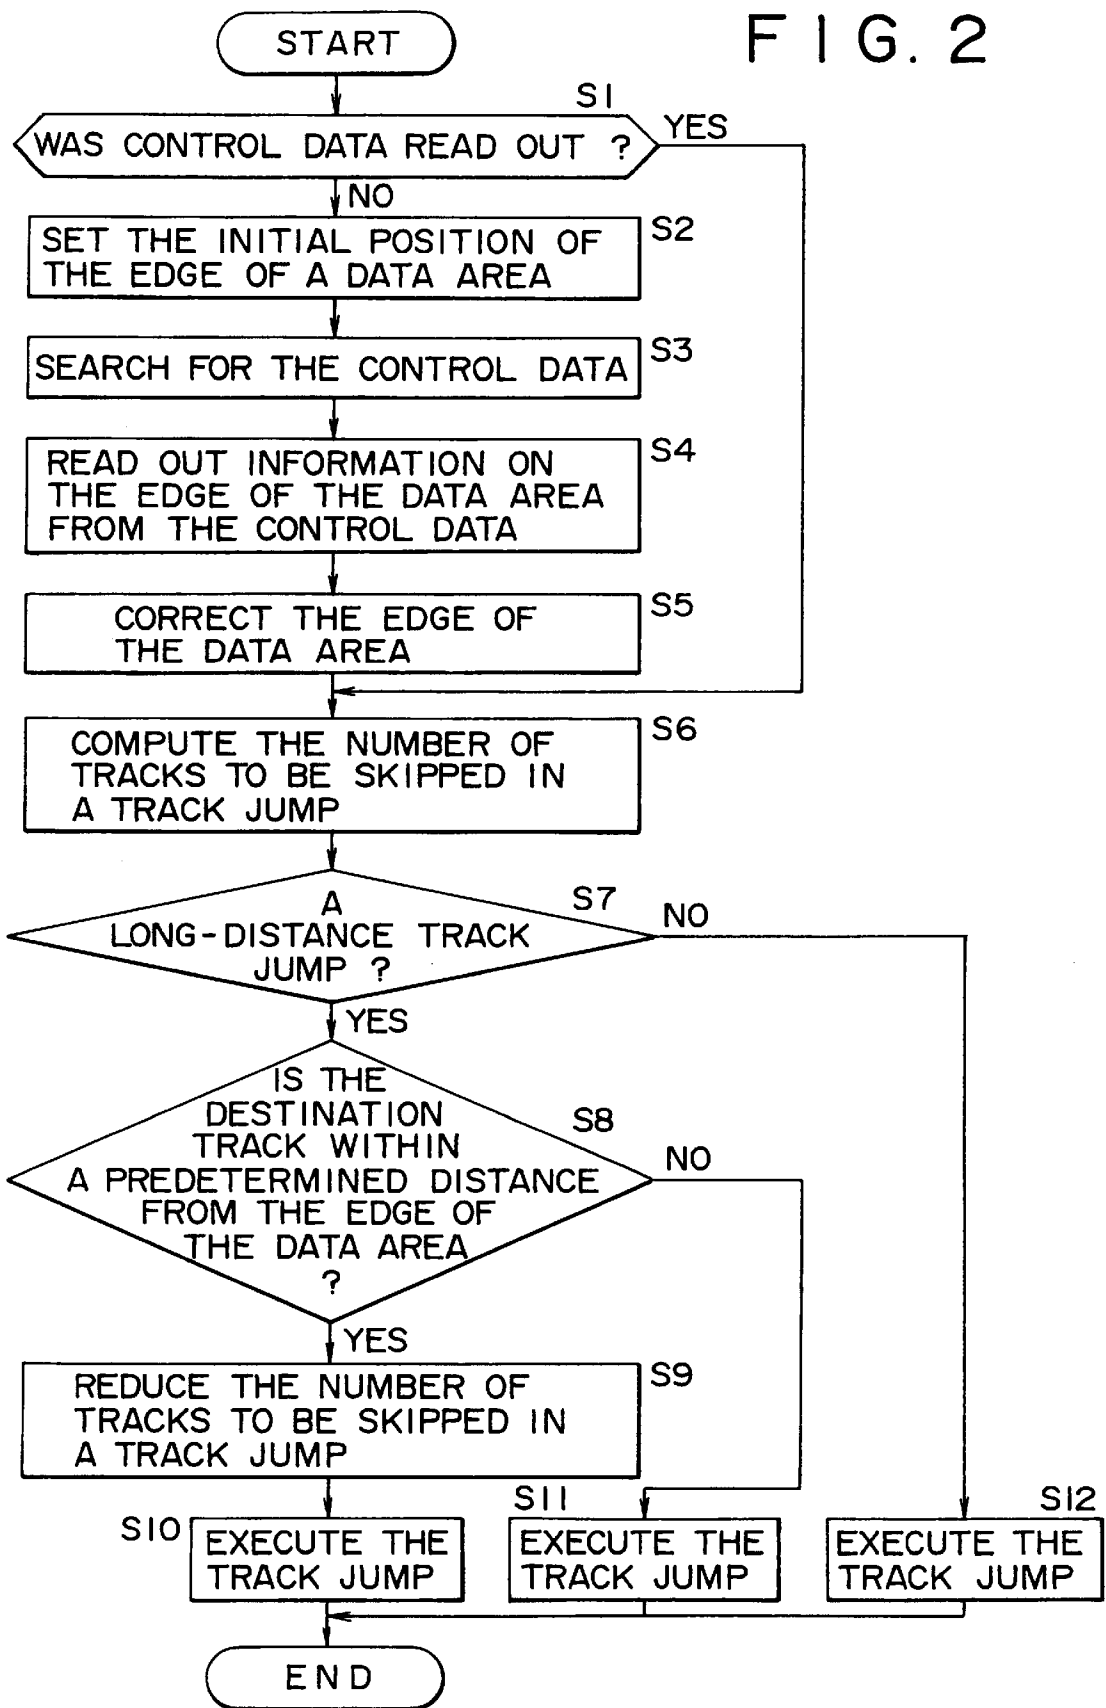 FIG. 2
START
S1
WAS CONTROL DATA READ OUT ?
YES
NO
S2
SET THE INITIAL POSITION OF
THE EDGE OF A DATA AREA
S3
SEARCH FOR THE CONTROL DATA
S4
READ OUT INFORMATION ON
THE EDGE OF THE DATA AREA
FROM THE CONTROL DATA
S5
CORRECT THE EDGE OF
THE DATA AREA
S6
COMPUTE THE NUMBER OF
TRACKS TO BE SKIPPED IN
A TRACK JUMP
S7
A
LONG-DISTANCE TRACK
JUMP ?
NO
YES
S8
IS THE
DESTINATION
TRACK WITHIN
A PREDETERMINED DISTANCE
FROM THE EDGE OF
THE DATA AREA
?
NO
YES
S9
REDUCE THE NUMBER OF
TRACKS TO BE SKIPPED IN
A TRACK JUMP
S10
EXECUTE THE
TRACK JUMP
S11
EXECUTE THE
TRACK JUMP
S12
EXECUTE THE
TRACK JUMP
END